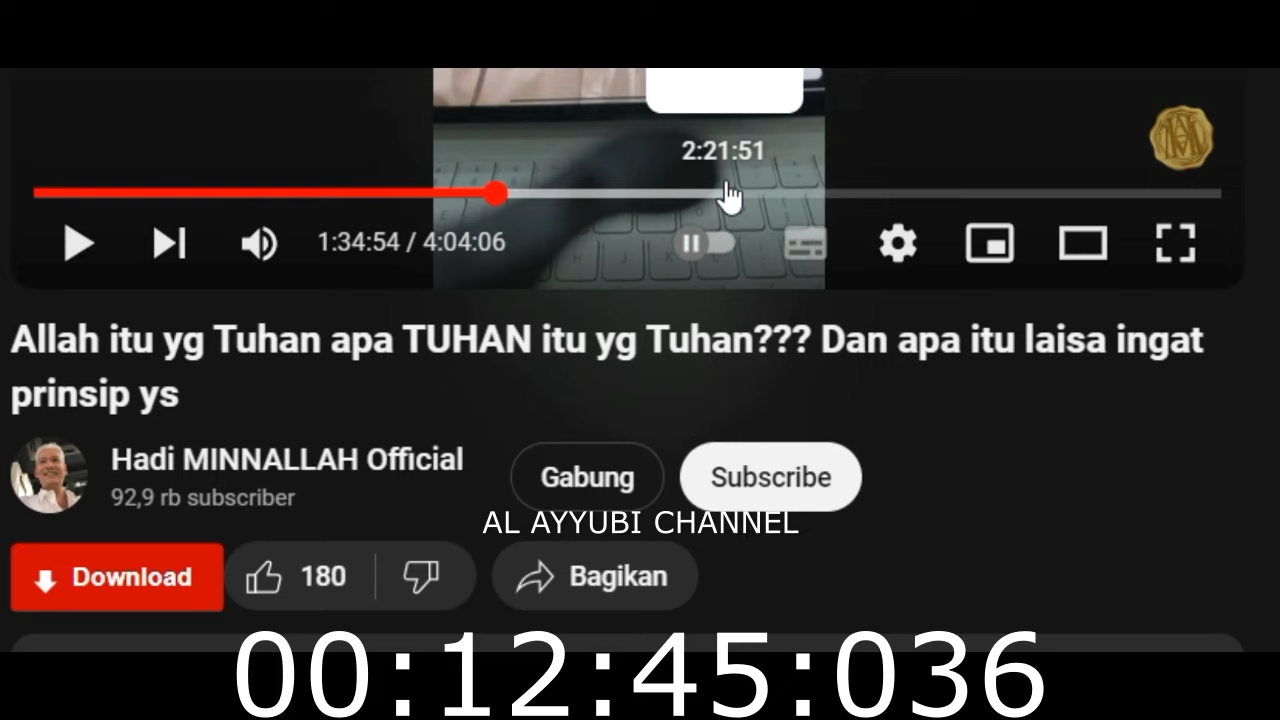 2:21:51
1:34:54 / 4:04:06
Allah itu yg Tuhan apa TUHAN itu yg Tuhan??? Dan apa itu laisa ingat
prinsip ys
Hadi MINNALLAH Official
92,9 rb subscriber
Gabung
Subscribe
AL AYYUBI CHANNEL
Download
180
Bagikan
00:12:45:036